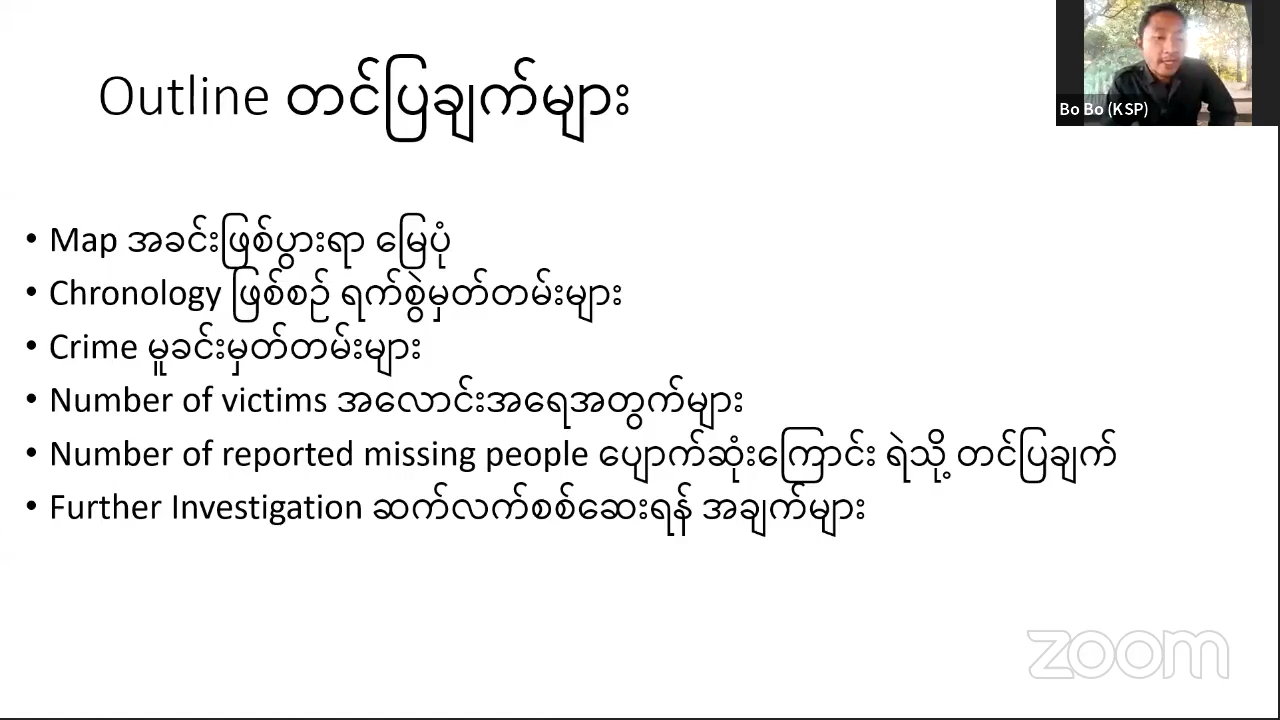 Outline တင်ပြချက်များ
Bo Bo (KSP)
• Map အခင်းဖြစ်ပွားရာ မြေပုံ
• Chronology ဖြစ်စဉ် ရက်စွဲမှတ်တမ်းများ
• Crime မူခင်းမှတ်တမ်းများ
• Number of victims အလောင်းအရေအတွက်များ
• Number of reported missing people ပျောက်ဆုံးကြောင်း ရဲသို့ တင်ပြချက်
• Further Investigation ဆက်လက်စစ်ဆေးရန် အချက်များ
zoom